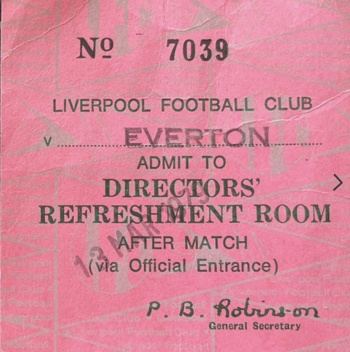 Nº 7039
LIVERPOOL FOOTBALL CLUB
v EVERTON
ADMIT TO
DIRECTORS'
REFRESHMENT ROOM
AFTER MATCH
(via Official Entrance)
P. B. Robinson
General Secretary